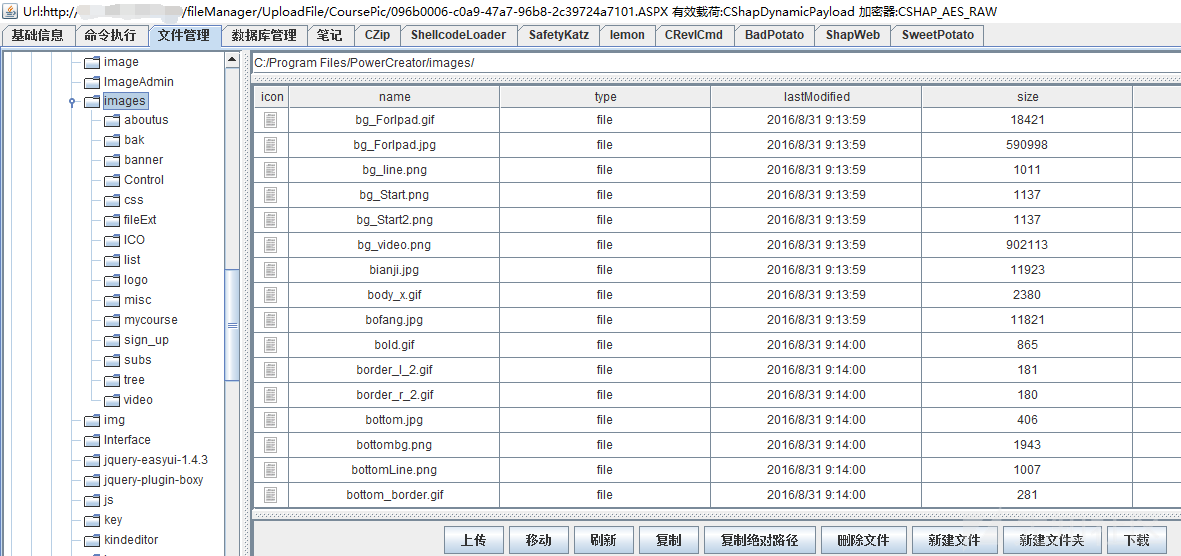 Url:http:// /fileManager/UploadFile/CoursePic/096b0006-c0a9-47a7-96b8-2c39724a7101.ASPX 有效载荷:CShapDynamicPayload 加密器:CSHAP_AES_RAW
基础信息 命令执行 文件管理 数据库管理 笔记 CZip ShellcodeLoader SafetyKatz lemon CRevlCmd BadPotato ShapWeb SweetPotato
image
ImageAdmin
images
aboutus
bak
banner
Control
css
fileExt
ICO
list
logo
misc
mycourse
sign_up
subs
tree
video
img
Interface
jquery-easyui-1.4.3
jquery-plugin-boxy
js
key
kindeditor
C:/Program Files/PowerCreator/images/
icon name type lastModified size
bg_ForIpad.gif file 2016/8/31 9:13:59 18421
bg_ForIpad.jpg file 2016/8/31 9:13:59 590998
bg_line.png file 2016/8/31 9:13:59 1011
bg_Start.png file 2016/8/31 9:13:59 1137
bg_Start2.png file 2016/8/31 9:13:59 1137
bg_video.png file 2016/8/31 9:13:59 902113
bianji.jpg file 2016/8/31 9:13:59 11923
body_x.gif file 2016/8/31 9:13:59 2380
bofang.jpg file 2016/8/31 9:13:59 11821
bold.gif file 2016/8/31 9:14:00 865
border_l_2.gif file 2016/8/31 9:14:00 181
border_r_2.gif file 2016/8/31 9:14:00 180
bottom.jpg file 2016/8/31 9:14:00 406
bottombg.png file 2016/8/31 9:14:00 1943
bottomLine.png file 2016/8/31 9:14:00 1007
bottom_border.gif file 2016/8/31 9:14:00 281
上传 移动 刷新 复制 复制绝对路径 删除文件 新建文件 新建文件夹 下载